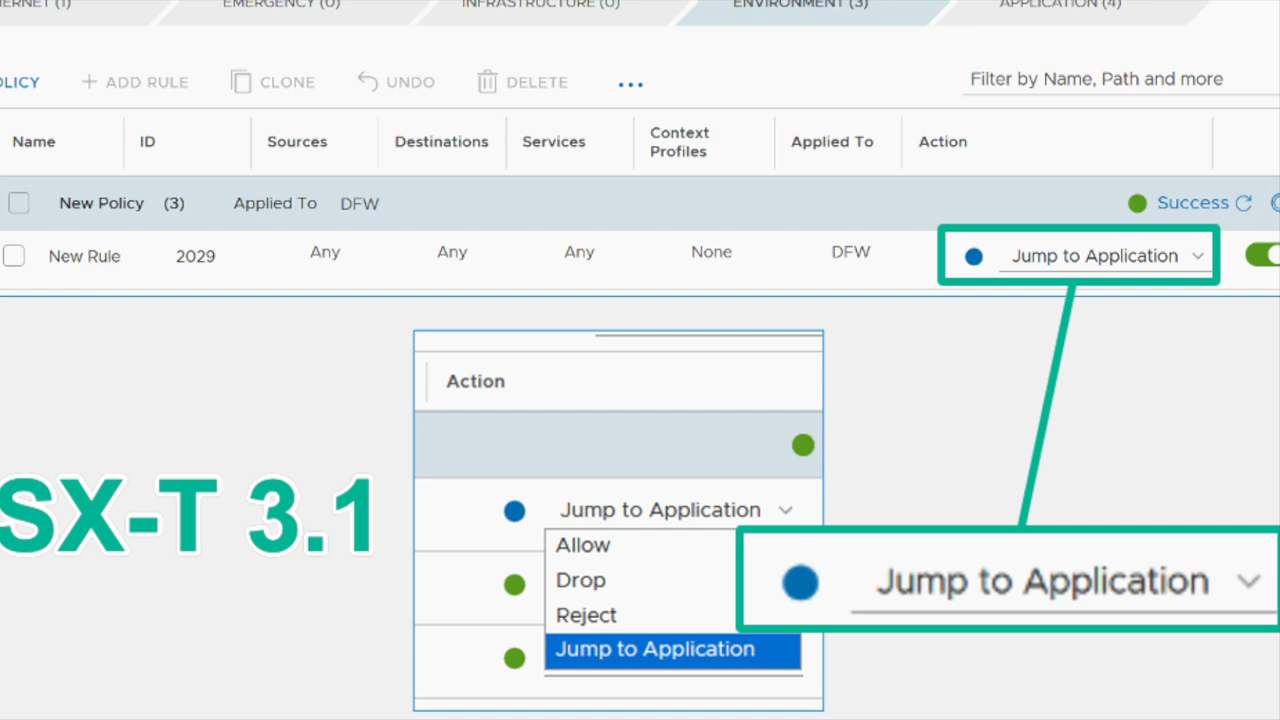 ERNET (1) EMERGENCY (0) INFRASTRUCTURE (0) ENVIRONMENT (3) APPLICATION (4)
OLICY + ADD RULE CLONE UNDO DELETE ... Filter by Name, Path and more
Name ID Sources Destinations Services Context Profiles Applied To Action
New Policy (3) Applied To DFW Success
New Rule 2029 Any Any Any None DFW Jump to Application
Action
Jump to Application
Allow
Drop
Reject
Jump to Application
SX-T 3.1
Jump to Application